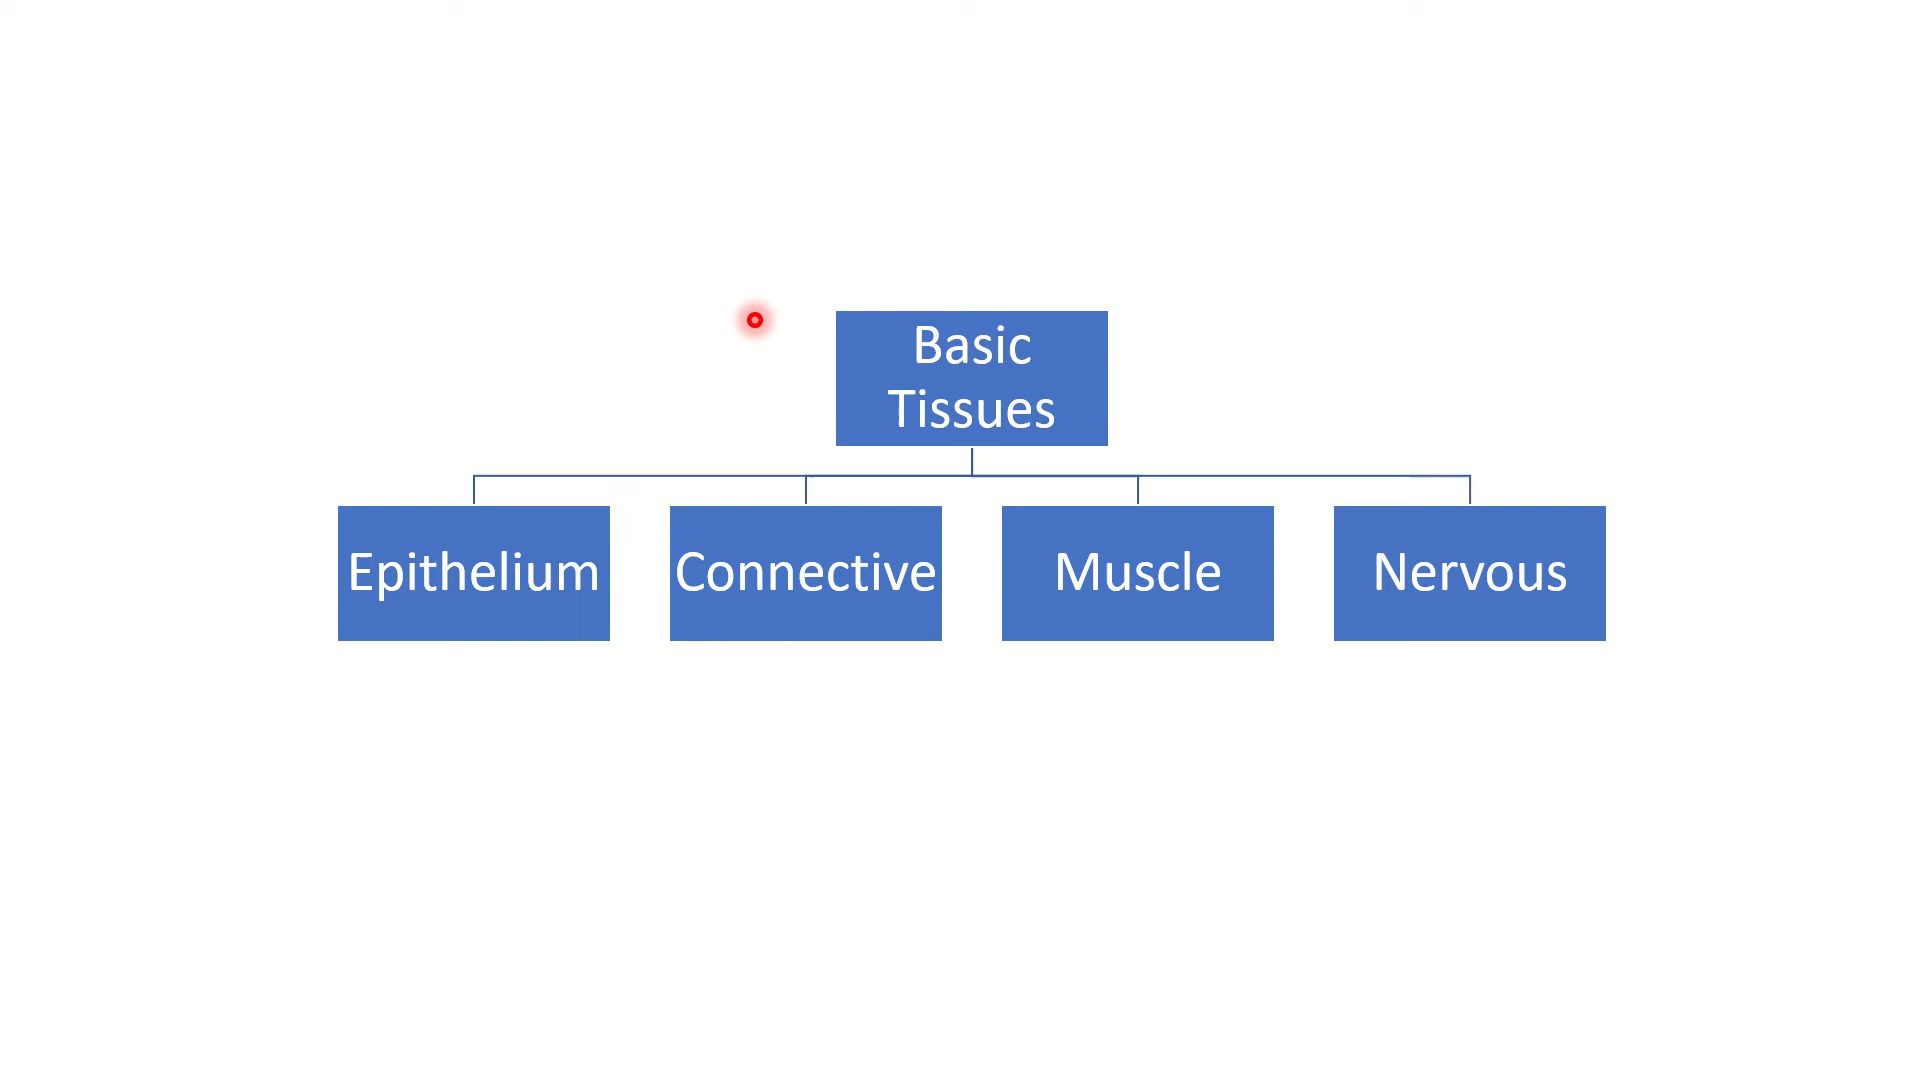 Basic
Tissues
Epithelium
Connective
Muscle
Nervous